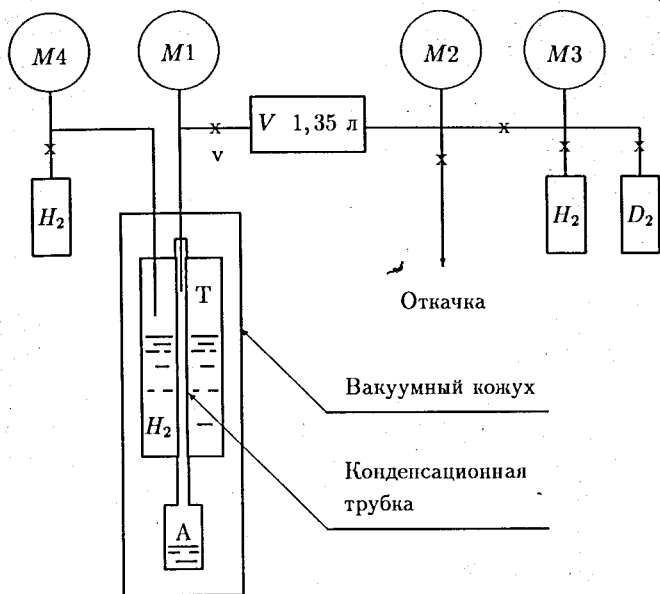 M4
M1
M2
M3
V 1,35 л
v
H₂
H₂
D₂
T
Откачка
Вакуумный кожух
H₂
Конденсационная
трубка
A